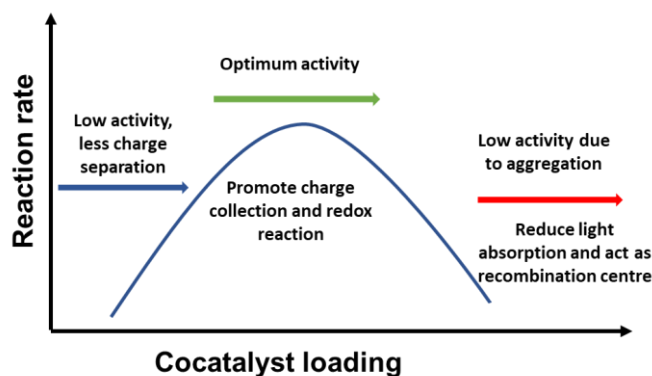 Reaction rate
Optimum activity
Low activity,
less charge
separation
Promote charge
collection and redox
reaction
Low activity due
to aggregation
Reduce light
absorption and act as
recombination centre
Cocatalyst loading